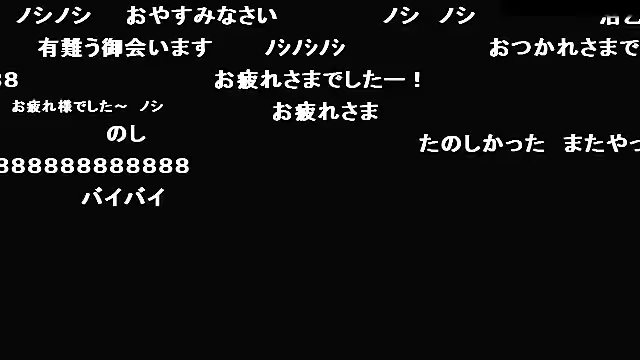 ノシノシ おやすみなさい ノシ ノシ
有難う御会います ﾉｼﾉｼﾉｼ おつかれさまで
88 お疲れさまでしたー！
お疲れ様でした～ ノシ お疲れさま
のし
たのしかった またやっ
888888888888
バイバイ